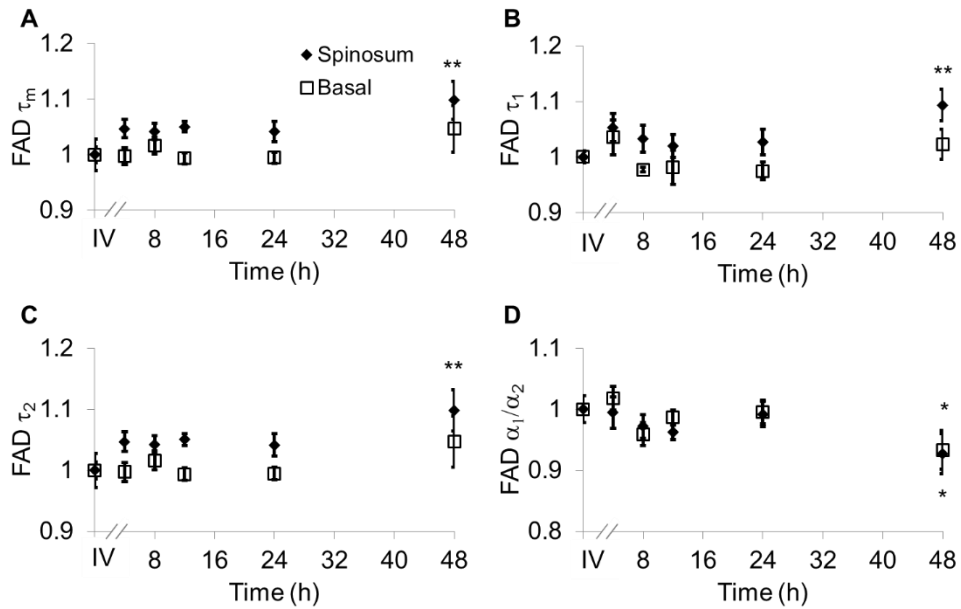 A
1.2
1.1
1
0.9
FAD τm
◆ Spinosum
□ Basal
**
IV // 8 16 24 32 40 48
Time (h)
B
1.2
1.1
1
0.9
FAD τ1
**
IV // 8 16 24 32 40 48
Time (h)
C
1.2
1.1
1
0.9
FAD τ2
**
IV // 8 16 24 32 40 48
Time (h)
D
1.1
1
0.9
0.8
FAD α1/α2
*
*
IV // 8 16 24 32 40 48
Time (h)